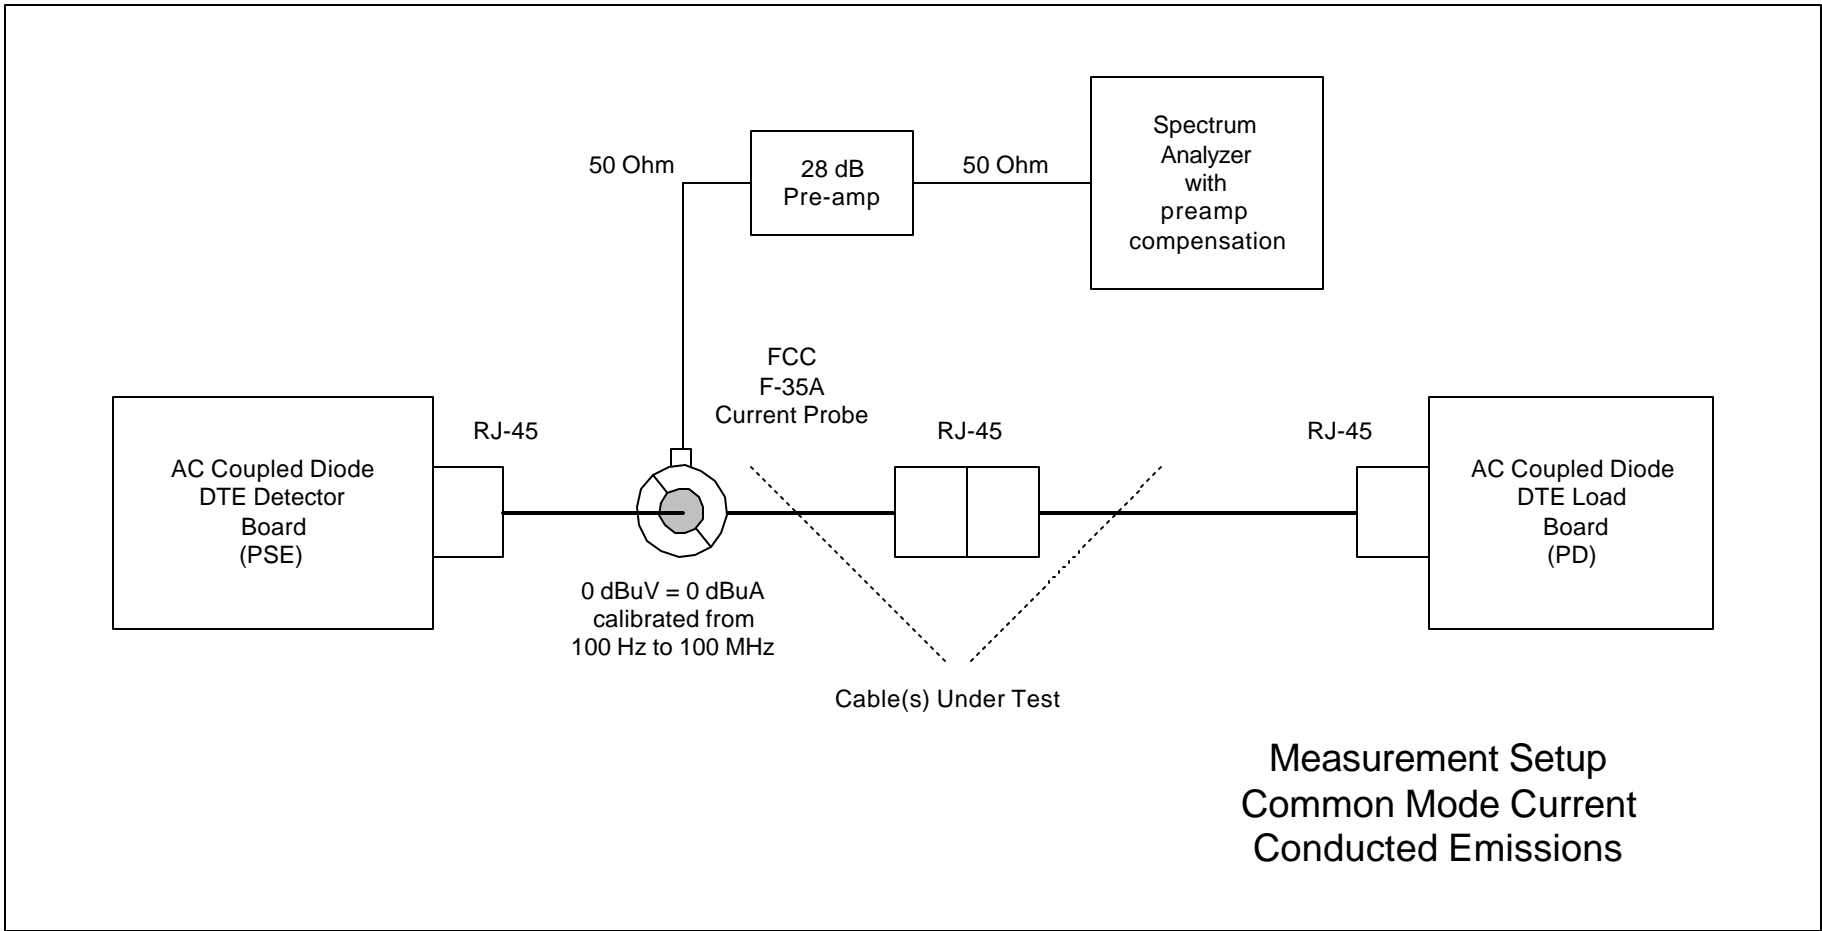 50 Ohm
28 dB
Pre-amp
50 Ohm
Spectrum
Analyzer
with
preamp
compensation
FCC
F-35A
Current Probe
RJ-45
RJ-45
RJ-45
AC Coupled Diode
DTE Detector
Board
(PSE)
AC Coupled Diode
DTE Load
Board
(PD)
0 dBuV = 0 dBuA
calibrated from
100 Hz to 100 MHz
Cable(s) Under Test
Measurement Setup
Common Mode Current
Conducted Emissions